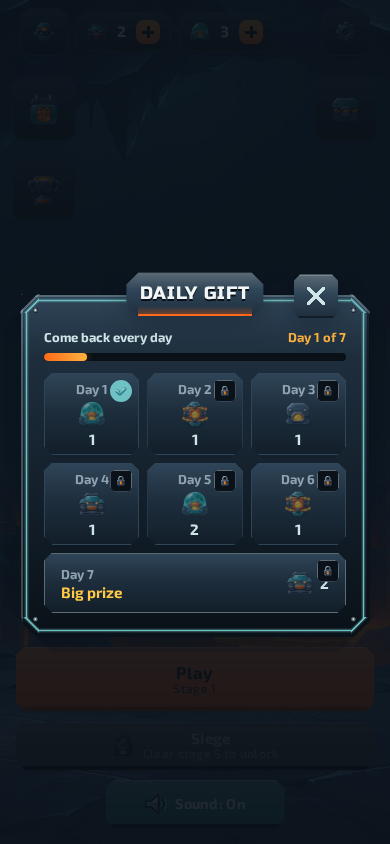 2
3
DAILY GIFT
Come back every day
Day 1 of 7
Day 1
Day 2
Day 3
1
1
1
Day 4
Day 5
Day 6
1
2
1
Day 7
Big prize
2
Play
Stage 1
Siege
Clear stage 5 to unlock
Sound: On